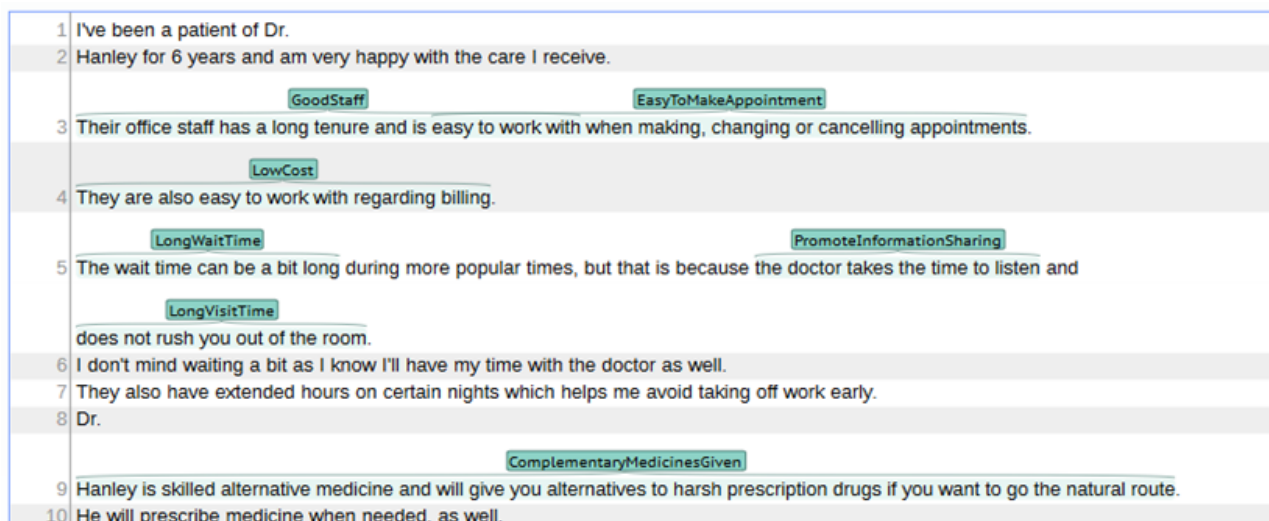 1 I've been a patient of Dr.
2 Hanley for 6 years and am very happy with the care I receive.
GoodStaff EasyToMakeAppointment
3 Their office staff has a long tenure and is easy to work with when making, changing or cancelling appointments.
LowCost
4 They are also easy to work with regarding billing.
LongWaitTime PromoteInformationSharing
5 The wait time can be a bit long during more popular times, but that is because the doctor takes the time to listen and
LongVisitTime
does not rush you out of the room.
6 I don't mind waiting a bit as I know I'll have my time with the doctor as well.
7 They also have extended hours on certain nights which helps me avoid taking off work early.
8 Dr.
ComplementaryMedicinesGiven
9 Hanley is skilled alternative medicine and will give you alternatives to harsh prescription drugs if you want to go the natural route.
10 He will prescribe medicine when needed, as well.